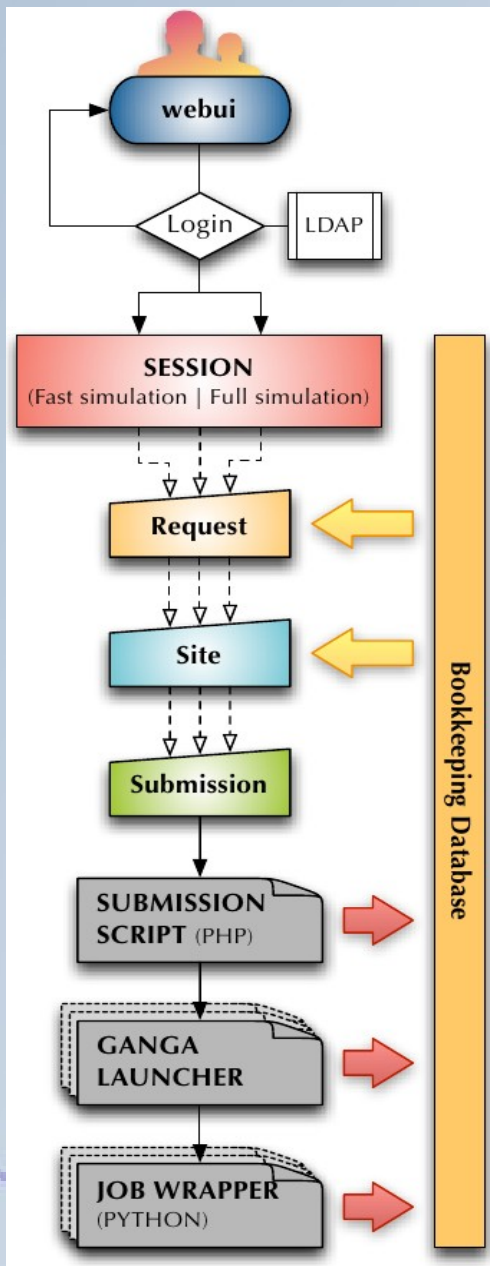 webui
Login
LDAP
SESSION
(Fast simulation | Full simulation)
Request
Site
Submission
SUBMISSION
SCRIPT (PHP)
GANGA
LAUNCHER
JOB WRAPPER
(PYTHON)
Bookkeeping Database